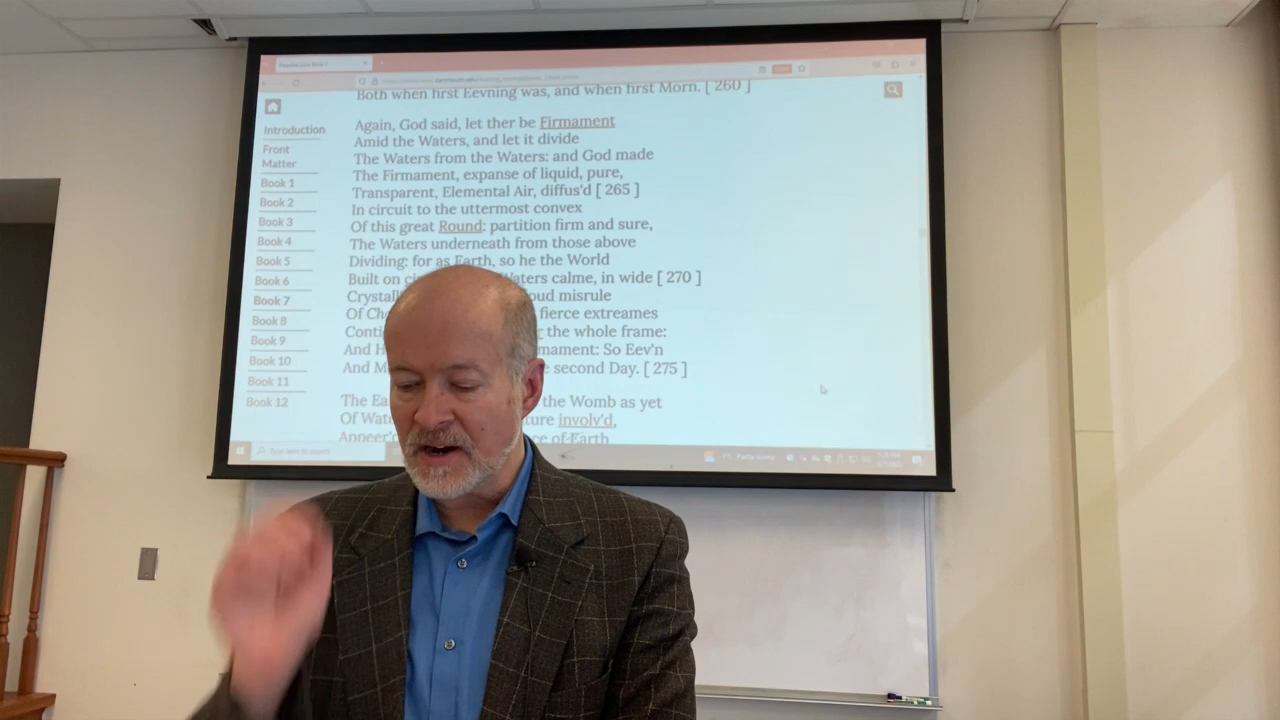 Both when first Eevning was, and when first Morn. [ 260 ]
Introduction
Front
Matter
Book 1
Book 2
Book 3
Book 4
Book 5
Book 6
Book 7
Book 8
Book 9
Book 10
Book 11
Book 12
Again, God said, let ther be Firmament
Amid the Waters, and let it divide
The Waters from the Waters: and God made
The Firmament, expanse of liquid, pure,
Transparent, Elemental Air, diffus'd [ 265 ]
In circuit to the uttermost convex
Of this great Round: partition firm and sure,
The Waters underneath from those above
Dividing: for as Earth, so he the World
Built on Waters calme, in wide [ 270 ]
Crystall loud misrule
Of fierce extreames
the whole frame:
And So Eev'n
And second Day. [ 275 ]
The the Womb as yet
Of involv'd,
of Earth